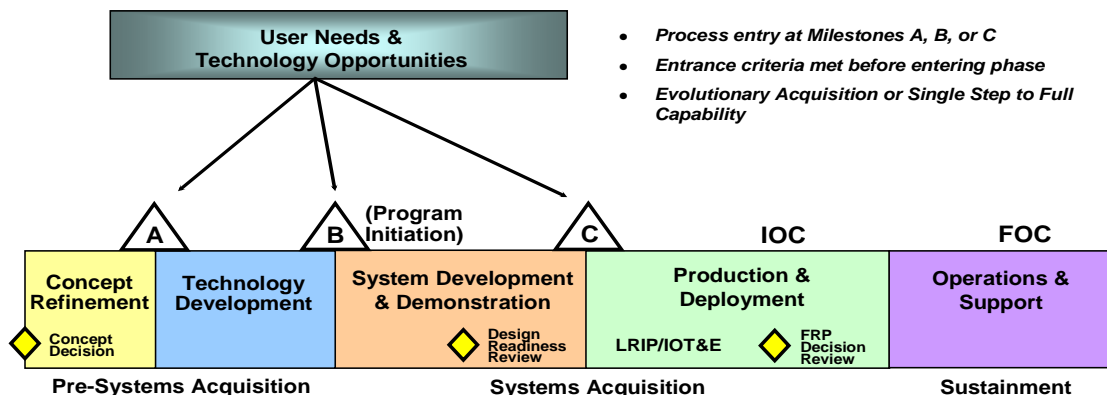 User Needs &
Technology Opportunities
• Process entry at Milestones A, B, or C
• Entrance criteria met before entering phase
• Evolutionary Acquisition or Single Step to Full
Capability
A
B
(Program
Initiation)
C
IOC
FOC
Concept
Refinement
Technology
Development
System Development
& Demonstration
Production &
Deployment
Operations &
Support
Concept
Decision
Design
Readiness
Review
LRIP/IOT&E
FRP
Decision
Review
Pre-Systems Acquisition
Systems Acquisition
Sustainment